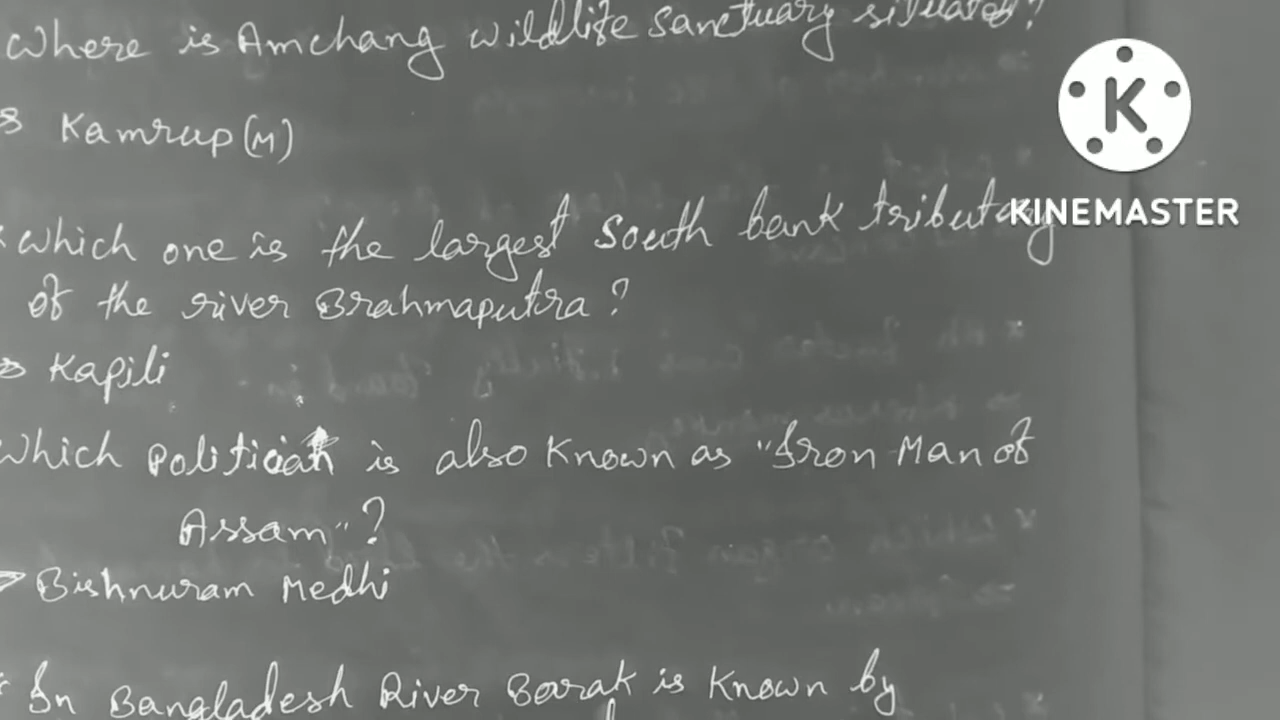 Where is Amchang wildlife Sanctuary situated?
Kamrup(M)
KINEMASTER
Which one is the largest South bank tributary
of the river Brahmaputra?
Kapili
Which Politician is also Known as "Iron Man of
Assam"?
Bishnuram Medhi
In Bangladesh River Barak is Known by